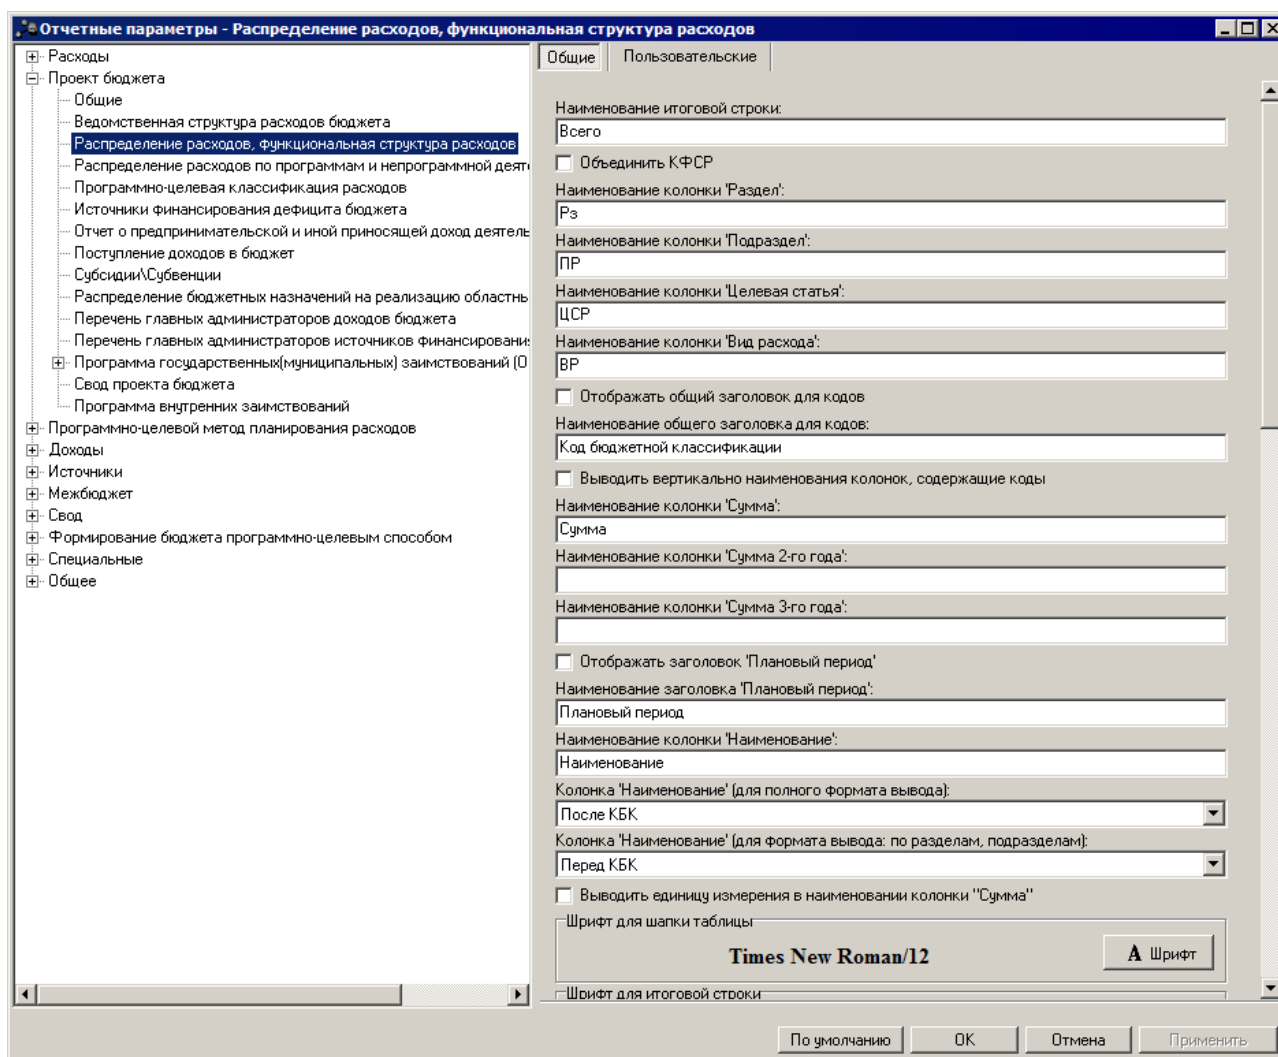 Отчетные параметры - Распределение расходов, функциональная структура расходов
Расходы
Проект бюджета
Общие
Ведомственная структура расходов бюджета
Распределение расходов, функциональная структура расходов
Распределение расходов по программам и непрограммной деят
Программно-целевая классификация расходов
Источники финансирования дефицита бюджета
Отчет о предпринимательской и иной приносящей доход деятель
Поступление доходов в бюджет
Субсидии\Субвенции
Распределение бюджетных назначений на реализацию областн
Перечень главных администраторов доходов бюджета
Перечень главных администраторов источников финансировани
Программа государственных(муниципальных) заимствований (О
Свод проекта бюджета
Программа внутренних заимствований
Программно-целевой метод планирования расходов
Доходы
Источники
Межбюджет
Свод
Формирование бюджета программно-целевым способом
Специальные
Общее
Общие
Пользовательские
Наименование итоговой строки:
Всего
Объединить КФСР
Наименование колонки 'Раздел':
Рз
Наименование колонки 'Подраздел':
ПР
Наименование колонки 'Целевая статья':
ЦСР
Наименование колонки 'Вид расхода':
ВР
Отображать общий заголовок для кодов
Наименование общего заголовка для кодов:
Код бюджетной классификации
Выводить вертикально наименования колонок, содержащие коды
Наименование колонки 'Сумма':
Сумма
Наименование колонки 'Сумма 2-го года':
Наименование колонки 'Сумма 3-го года':
Отображать заголовок 'Плановый период'
Наименование заголовка 'Плановый период':
Плановый период
Наименование колонки 'Наименование':
Наименование
Колонка 'Наименование' (для полного формата вывода):
После КБК
Колонка 'Наименование' (для формата вывода: по разделам, подразделам):
Перед КБК
Выводить единицу измерения в наименовании колонки "Сумма"
Шрифт для шапки таблицы
Times New Roman/12
А Шрифт
Шрифт для итоговой строки
По умолчанию
OK
Отмена
Применить